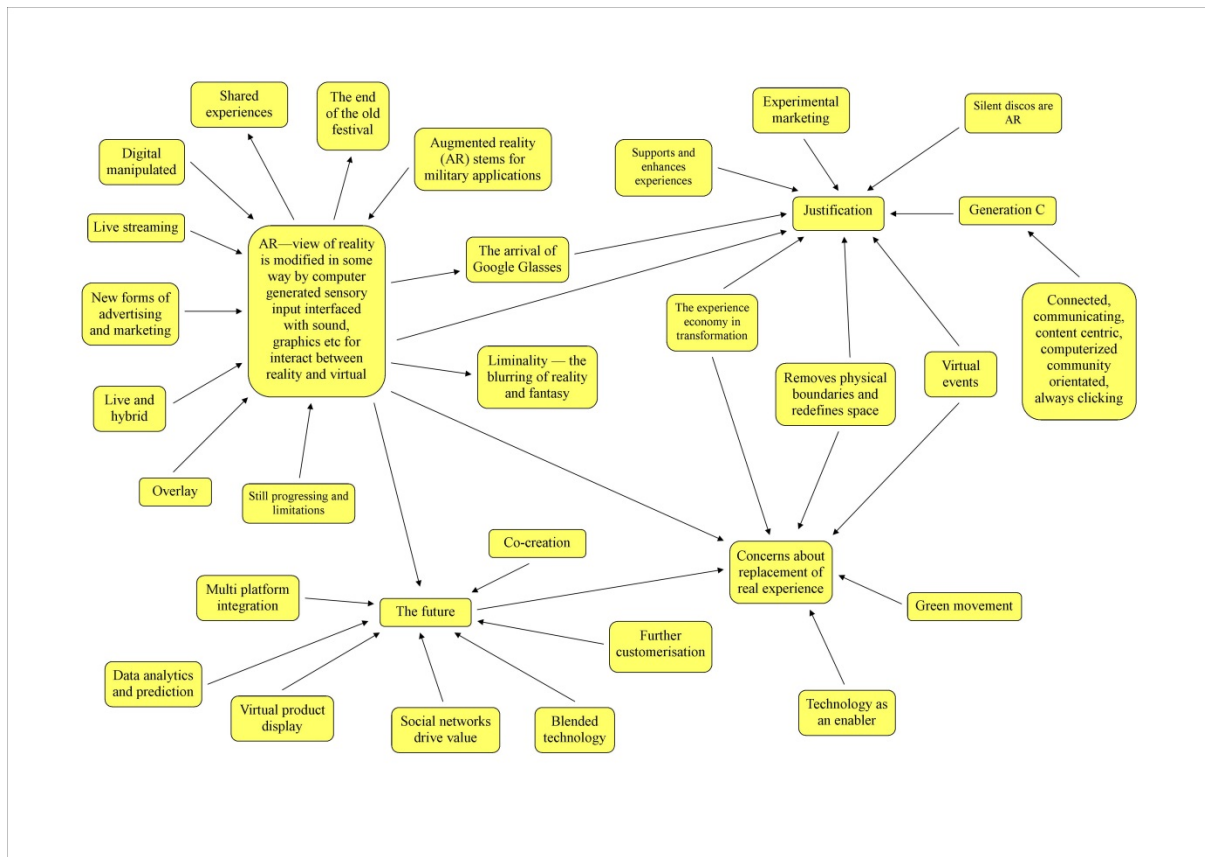 Shared
experiences
The end
of the old
festival
Augmented reality
(AR) stems for
military applications
Digital
manipulated
Live streaming
New forms of
advertising
and marketing
Live and
hybrid
Overlay
Still progressing and
limitations
AR—view of reality
is modified in some
way by computer
generated sensory
input interfaced
with sound,
graphics etc for
interact between
reality and virtual
The arrival of
Google Glasses
Liminality — the
blurring of reality
and fantasy
Experimental
marketing
Silent discos are
AR
Supports and
enhances
experiences
Justification
Generation C
Connected,
communicating,
content centric,
computerized
community
orientated,
always clicking
The experience
economy in
transformation
Removes physical
boundaries and
redefines space
Virtual
events
Co-creation
Multi platform
integration
The future
Further
customerisation
Data analytics
and prediction
Virtual product
display
Social networks
drive value
Blended
technology
Concerns about
replacement of
real experience
Green movement
Technology as
an enabler